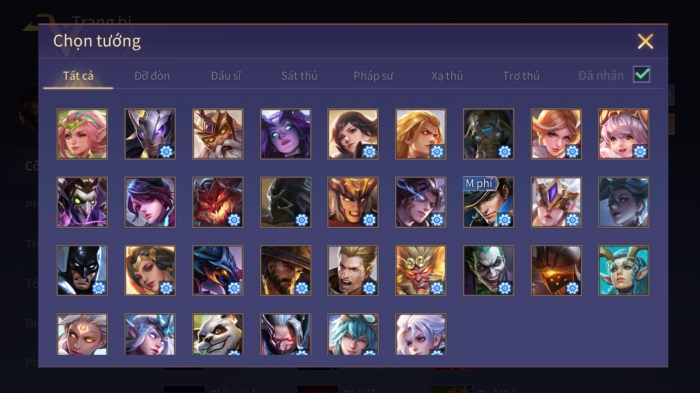 Trang bị
Chọn tướng
Tất cả
Đỡ đòn
Đấu sĩ
Sát thủ
Pháp sư
Xạ thủ
Trợ thủ
Đã nhận
M phí